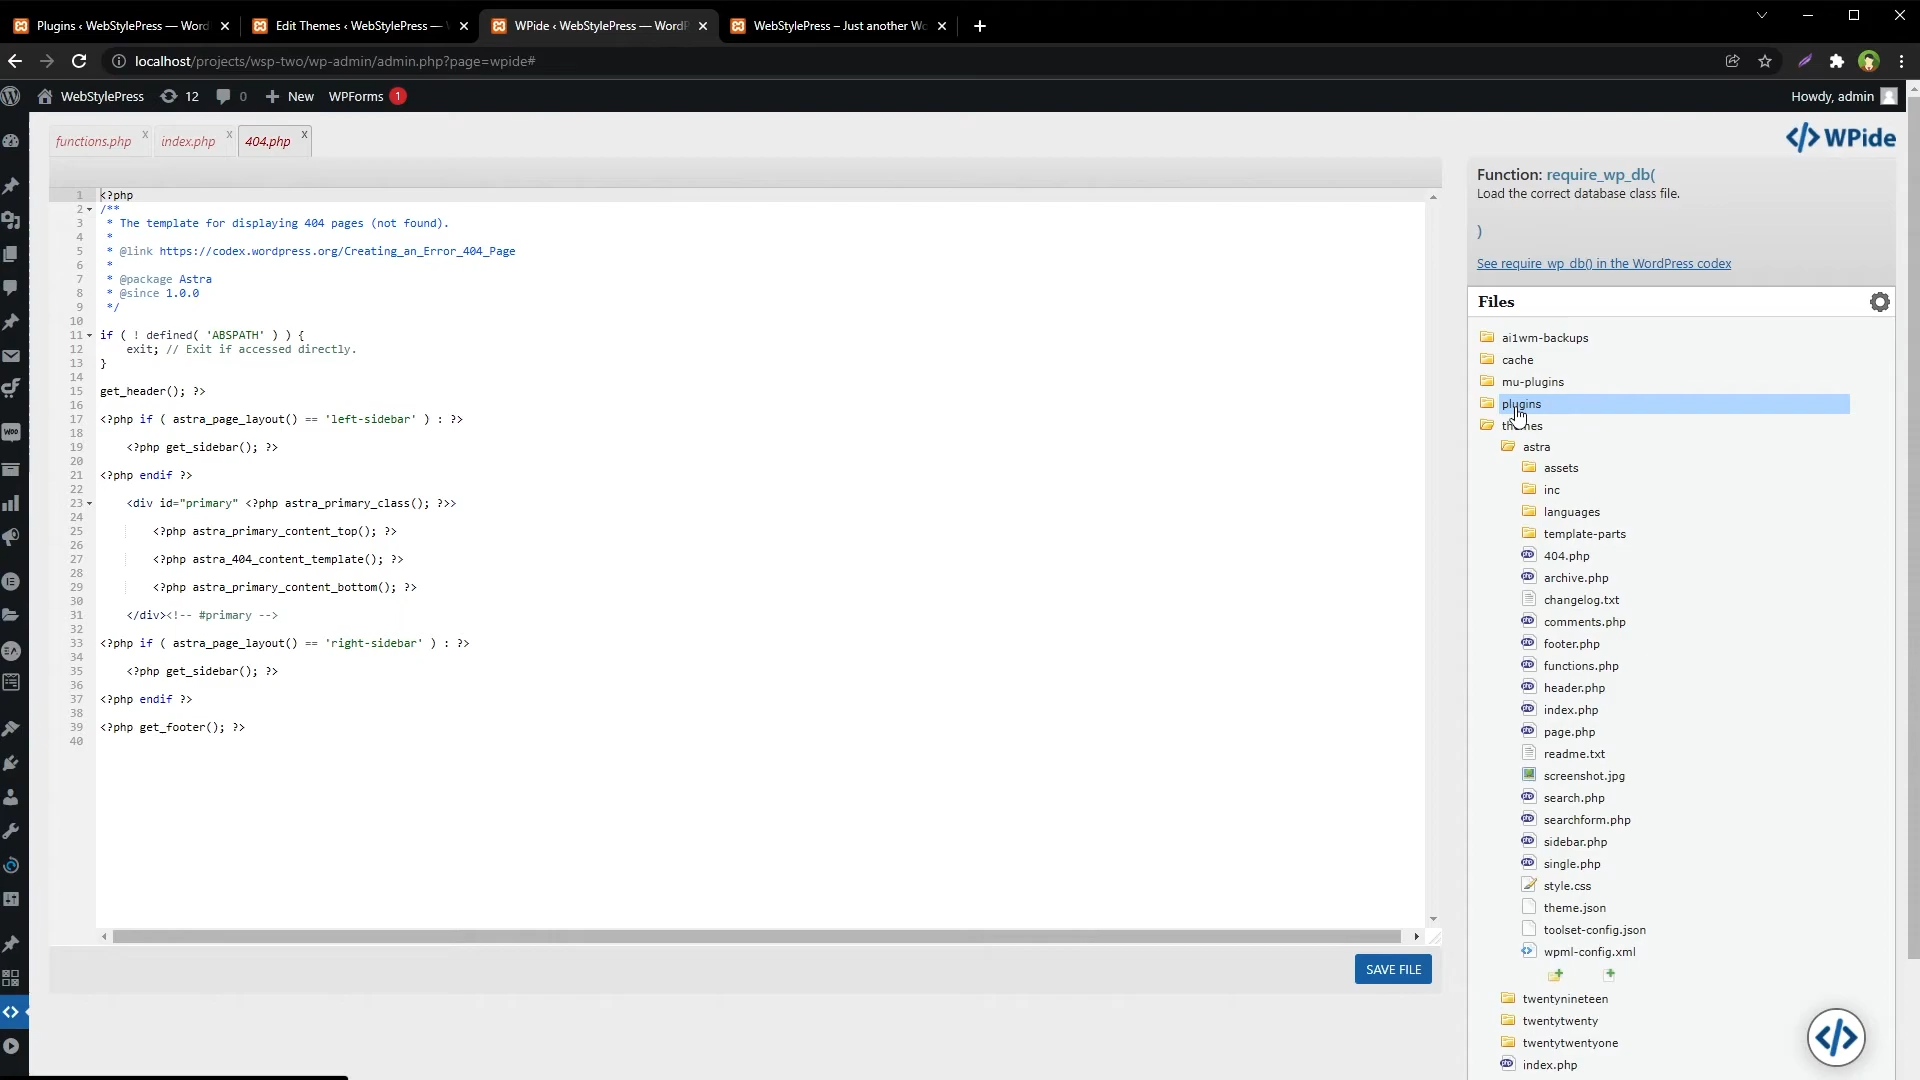 Plugins ‹ WebStylePress — Word
Edit Themes ‹ WebStylePress —
WPide ‹ WebStylePress — WordP
WebStylePress – Just another Wo
localhost/projects/wsp-two/wp-admin/admin.php?page=wpide#
WebStylePress
12
0
New
WPForms 1
Howdy, admin
functions.php x
index.php x
404.php x
WPide
1 <?php
2 /**
3 * The template for displaying 404 pages (not found).
4 *
5 * @link https://codex.wordpress.org/Creating_an_Error_404_Page
6 *
7 * @package Astra
8 * @since 1.0.0
9 */
10
11 if ( ! defined( 'ABSPATH' ) ) {
12 exit; // Exit if accessed directly.
13 }
14
15 get_header(); ?>
16
17 <?php if ( astra_page_layout() == 'left-sidebar' ) : ?>
18
19 <?php get_sidebar(); ?>
20
21 <?php endif ?>
22
23 <div id="primary" <?php astra_primary_class(); ?>>
24
25 <?php astra_primary_content_top(); ?>
26
27 <?php astra_404_content_template(); ?>
28
29 <?php astra_primary_content_bottom(); ?>
30
31 </div><!-- #primary -->
32
33 <?php if ( astra_page_layout() == 'right-sidebar' ) : ?>
34
35 <?php get_sidebar(); ?>
36
37 <?php endif ?>
38
39 <?php get_footer(); ?>
40
SAVE FILE
Function: require_wp_db(
Load the correct database class file.
)
See require_wp_db() in the WordPress codex
Files
ai1wm-backups
cache
mu-plugins
plugins
themes
astra
assets
inc
languages
template-parts
404.php
archive.php
changelog.txt
comments.php
footer.php
functions.php
header.php
index.php
page.php
readme.txt
screenshot.jpg
search.php
searchform.php
sidebar.php
single.php
style.css
theme.json
toolset-config.json
wpml-config.xml
twentynineteen
twentytwenty
twentytwentyone
index.php